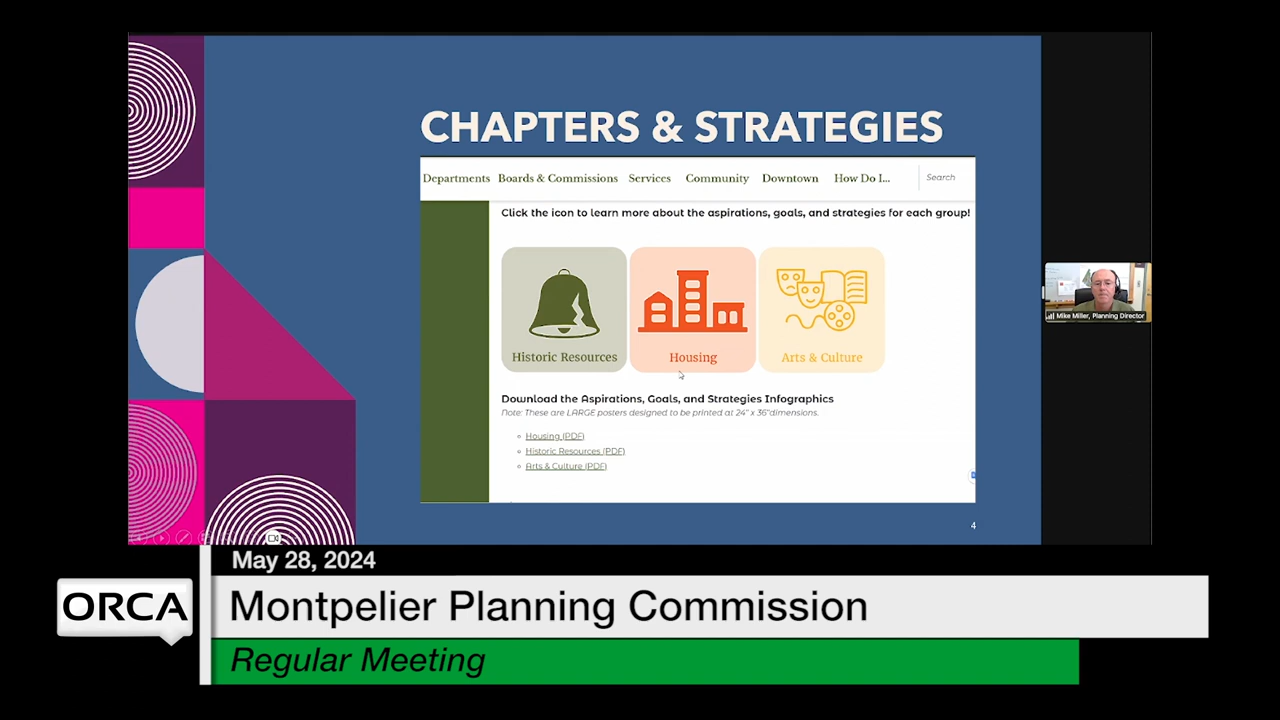 CHAPTERS & STRATEGIES
Departments Boards & Commissions Services Community Downtown How Do I... Search
Click the icon to learn more about the aspirations, goals, and strategies for each group!
Historic Resources Housing Arts & Culture
Download the Aspirations, Goals, and Strategies Infographics
Note: These are LARGE posters designed to be printed at 24" x 36"dimensions.
Housing (PDF)
Historic Resources (PDF)
Arts & Culture (PDF)
4
Mike Miller, Planning Director
May 28, 2024
ORCA
Montpelier Planning Commission
Regular Meeting